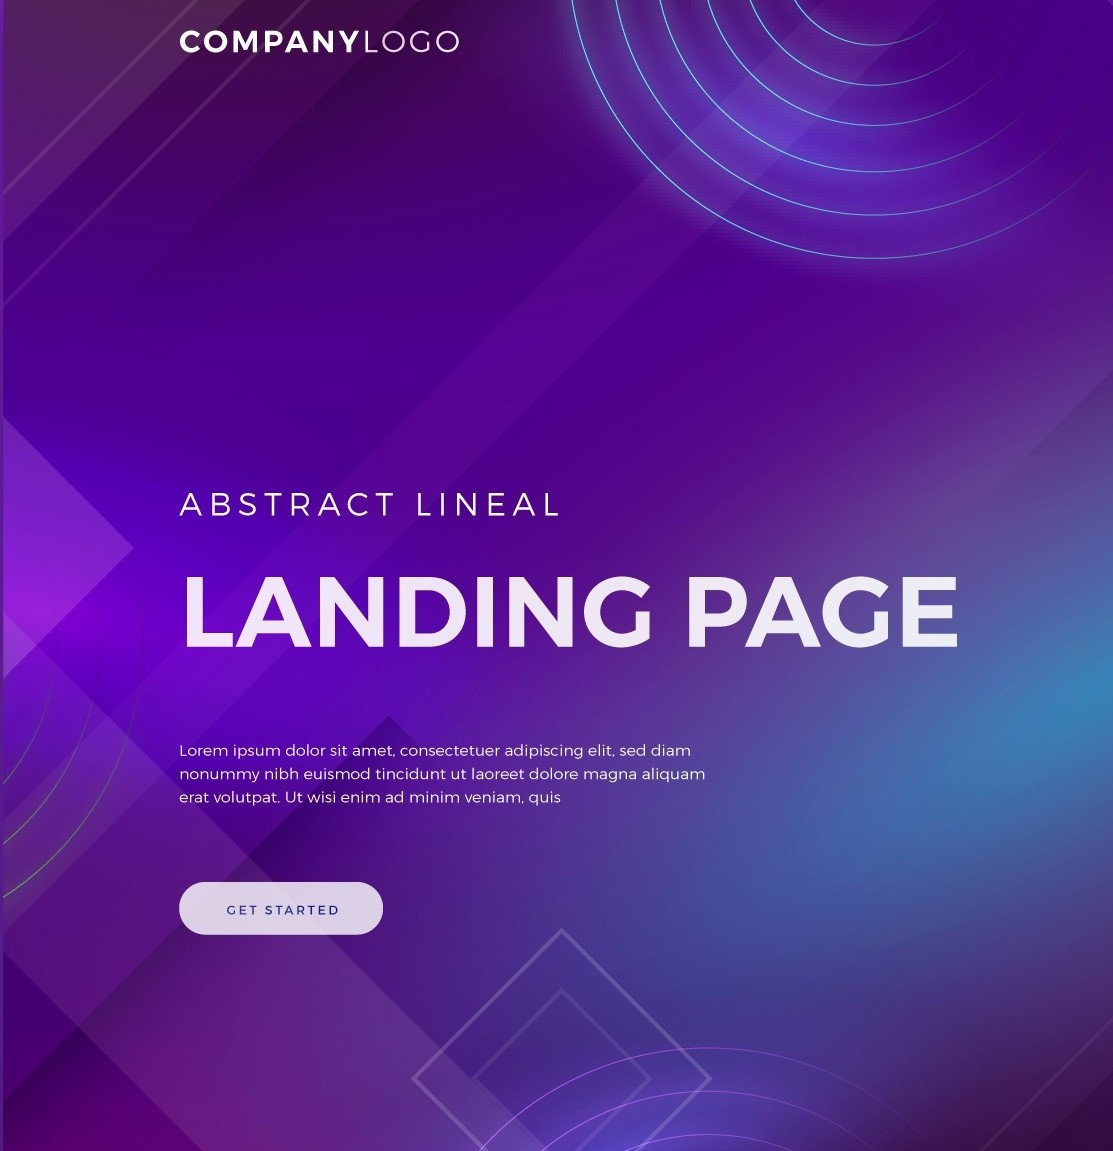 COMPANYLOGO
ABSTRACT LINEAL
LANDING PAGE
Lorem ipsum dolor sit amet, consectetuer adipiscing elit, sed diam
nonummy nibh euismod tincidunt ut laoreet dolore magna aliquam
erat volutpat. Ut wisi enim ad minim veniam, quis
GET STARTED